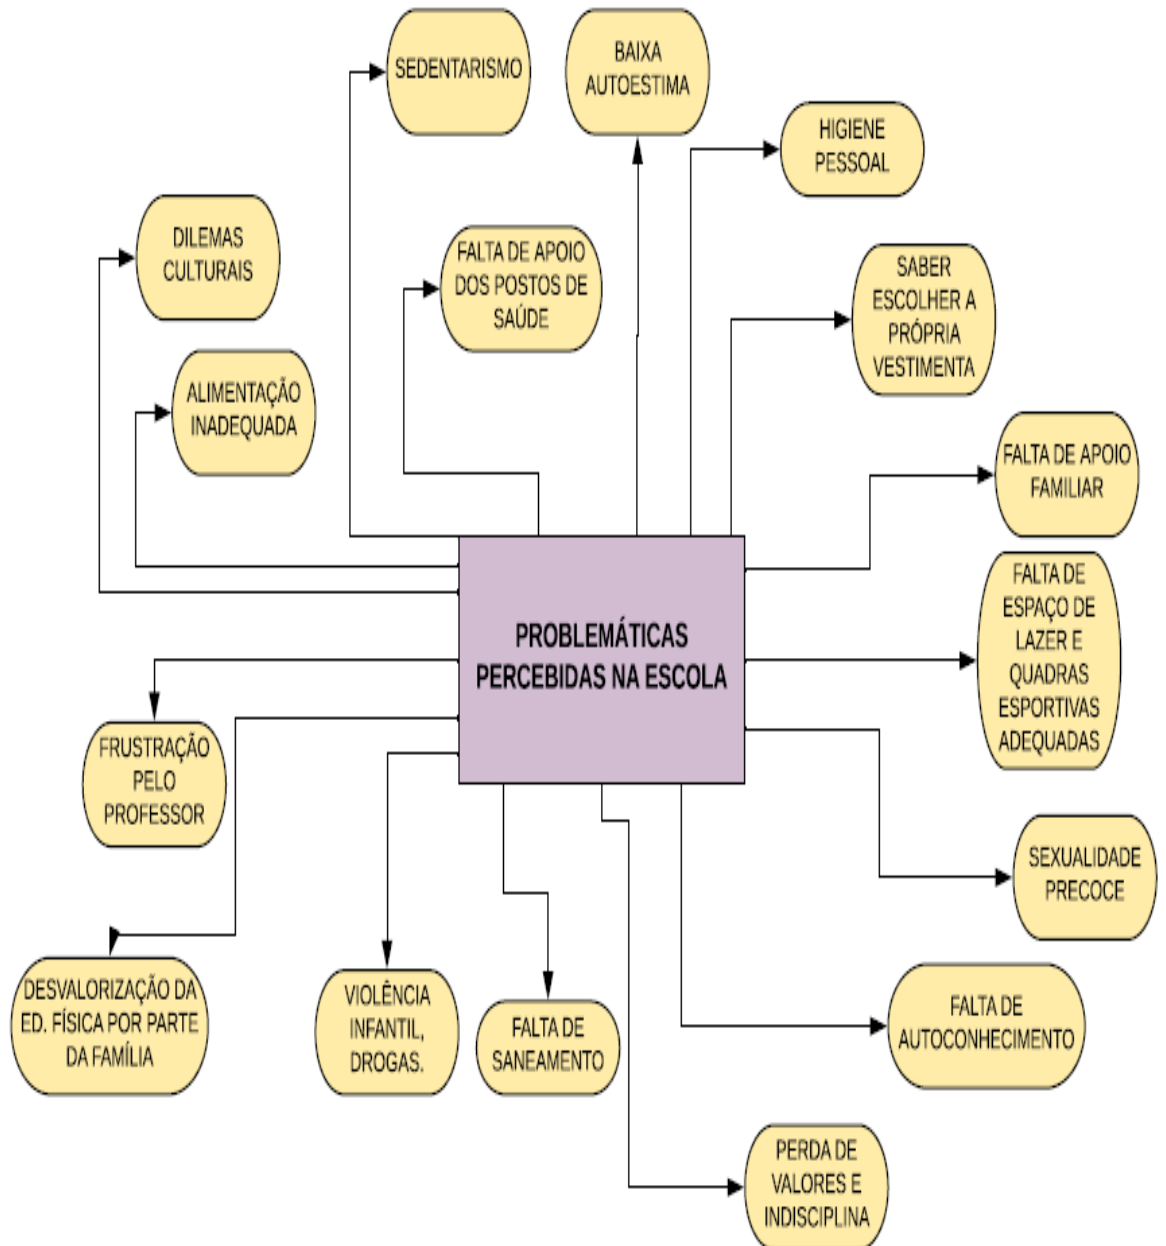 SEDENTARISMO
BAIXA
AUTOESTIMA
HIGIENE
PESSOAL
DILEMAS
CULTURAIS
FALTA DE APOIO
DOS POSTOS DE
SAÚDE
SABER
ESCOLHER A
PRÓPRIA
VESTIMENTA
ALIMENTAÇÃO
INADEQUADA
FALTA DE APOIO
FAMILIAR
FALTA DE
ESPAÇO DE
LAZER E
QUADRAS
ESPORTIVAS
ADEQUADAS
PROBLEMÁTICAS
PERCEBIDAS NA ESCOLA
FRUSTRAÇÃO
PELO
PROFESSOR
SEXUALIDADE
PRECOCE
DESVALORIZAÇÃO DA
ED. FÍSICA POR PARTE
DA FAMÍLIA
VIOLÊNCIA
INFANTIL,
DROGAS.
FALTA DE
SANEAMENTO
FALTA DE
AUTOCONHECIMENTO
PERDA DE
VALORES E
INDISCIPLINA